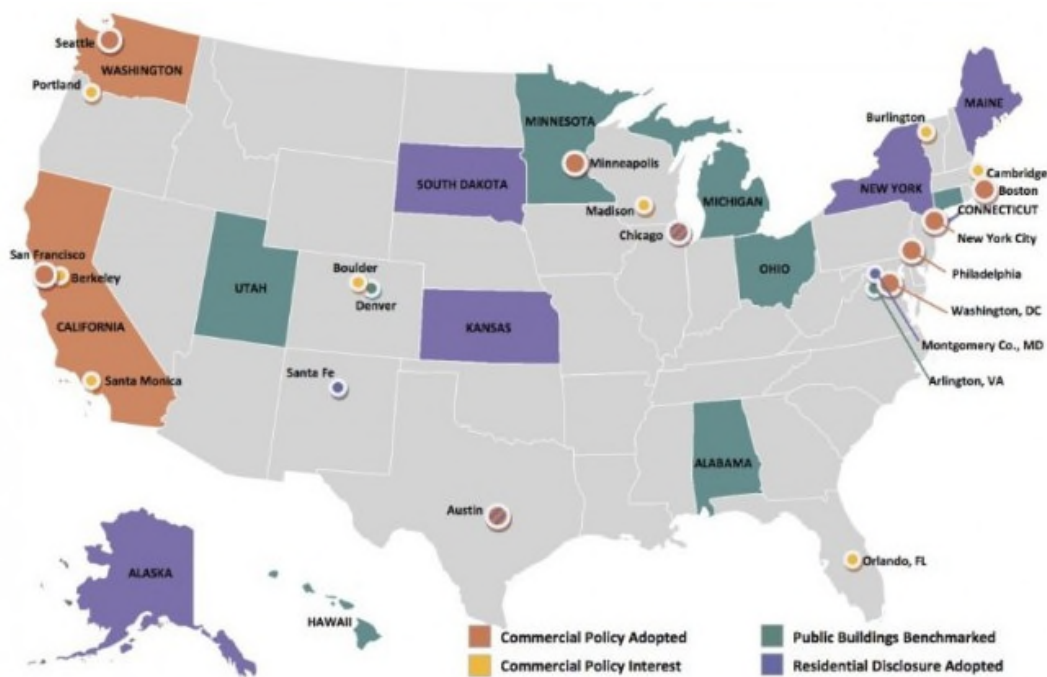 Seattle
WASHINGTON
Portland
MINNESOTA
MAINE
Burlington
Minneapolis
Cambridge
SOUTH DAKOTA
NEW YORK
Boston
Madison
MICHIGAN
CONNECTICUT
Chicago
New York City
San Francisco
Berkeley
Boulder
OHIO
Philadelphia
UTAH
Denver
Washington, DC
CALIFORNIA
KANSAS
Montgomery Co., MD
Santa Monica
Santa Fe
Arlington, VA
ALABAMA
Austin
Orlando, FL
ALASKA
HAWAII
Commercial Policy Adopted
Public Buildings Benchmarked
Commercial Policy Interest
Residential Disclosure Adopted